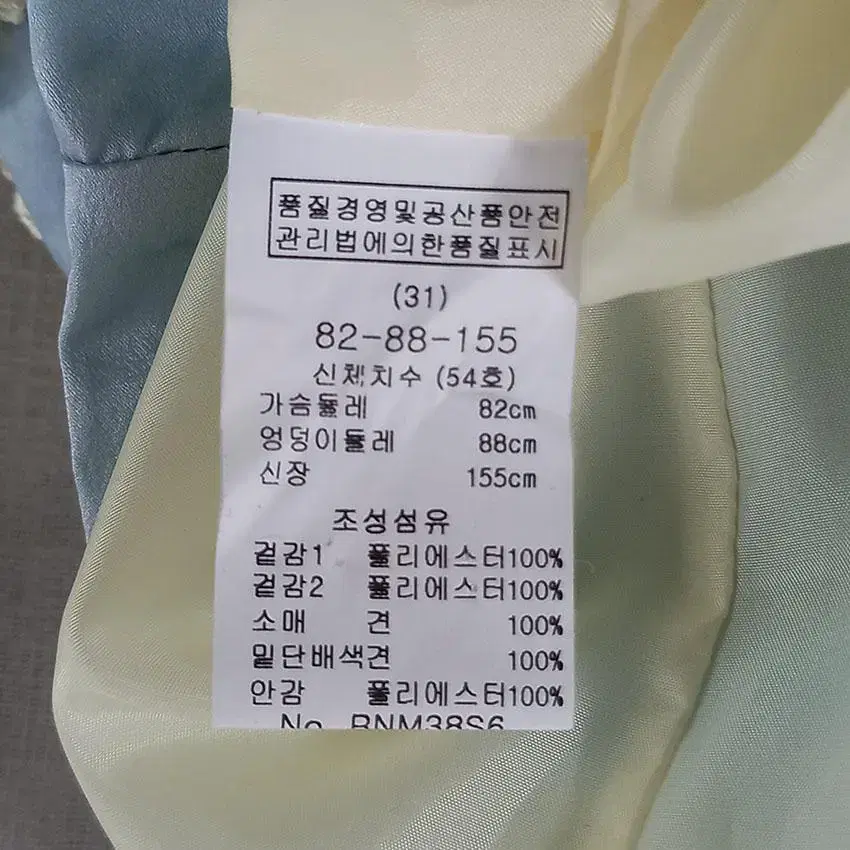 품질경영및공산품안전
관리법에의한품질표시
(31)
82-88-155
신체치수 (54호)
가슴둘레 82cm
엉덩이둘레 88cm
신장 155cm
조성섬유
겉감1 폴리에스터100%
겉감2 폴리에스터100%
소매 견 100%
밑단배색견 100%
안감 폴리에스터100%
No. RNM38S6